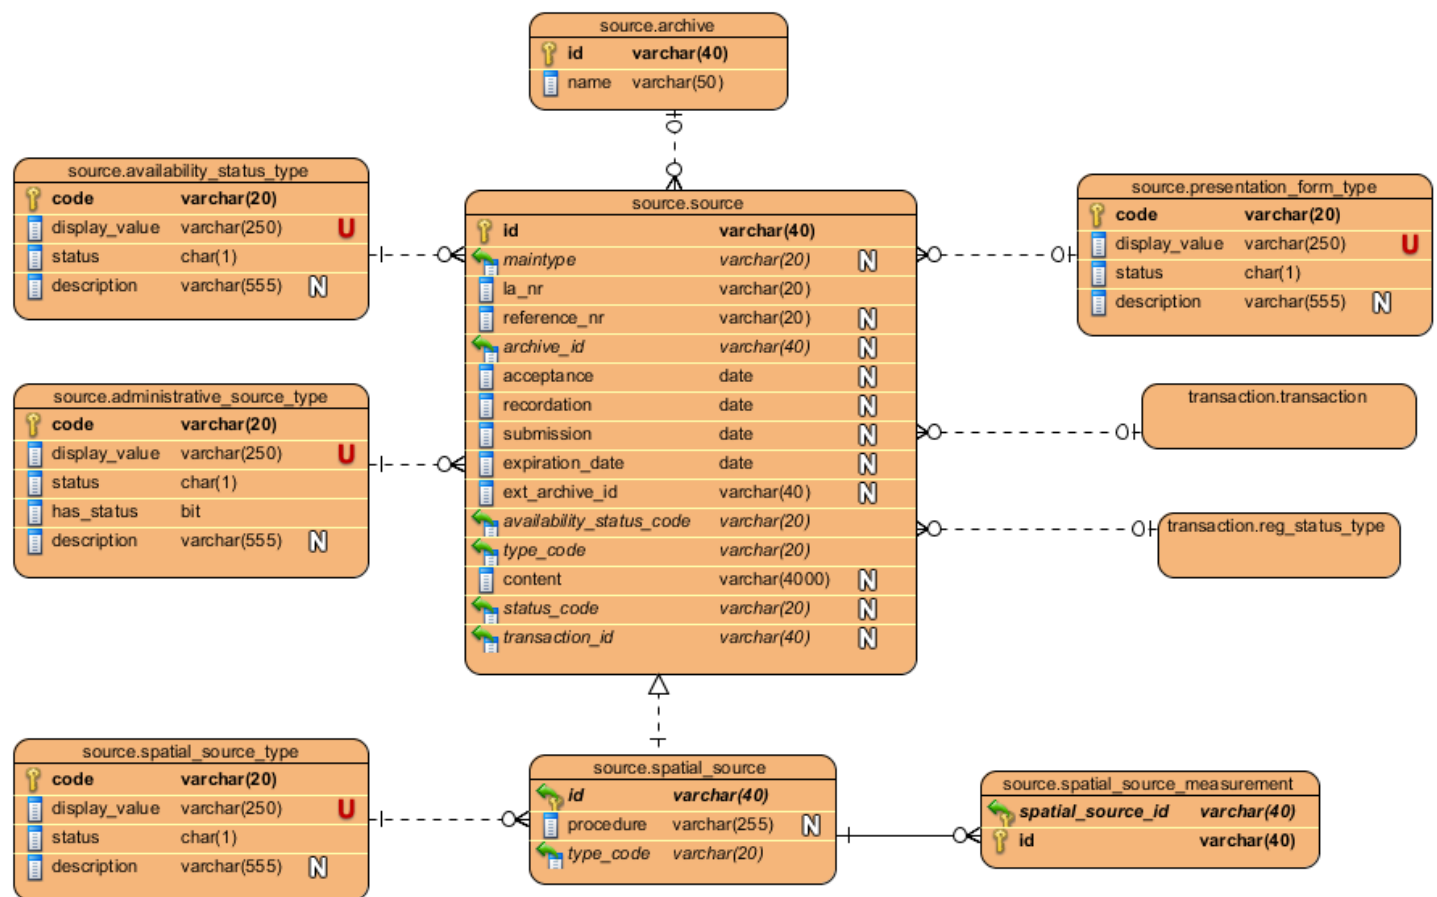 source.archive
id varchar(40)
name varchar(50)
source.availability_status_type
code varchar(20)
display_value varchar(250) U
status char(1)
description varchar(555) N
source.administrative_source_type
code varchar(20)
display_value varchar(250) U
status char(1)
has_status bit
description varchar(555) N
source.source
id varchar(40)
maintype varchar(20) N
la_nr varchar(20)
reference_nr varchar(20) N
archive_id varchar(40) N
acceptance date N
recordation date N
submission date N
expiration_date date N
ext_archive_id varchar(40) N
availability_status_code varchar(20)
type_code varchar(20)
content varchar(4000) N
status_code varchar(20) N
transaction_id varchar(40) N
source.presentation_form_type
code varchar(20)
display_value varchar(250) U
status char(1)
description varchar(555) N
transaction.transaction
transaction.reg_status_type
source.spatial_source_type
code varchar(20)
display_value varchar(250) U
status char(1)
description varchar(555) N
source.spatial_source
id varchar(40)
procedure varchar(255) N
type_code varchar(20)
source.spatial_source_measurement
spatial_source_id varchar(40)
id varchar(40)